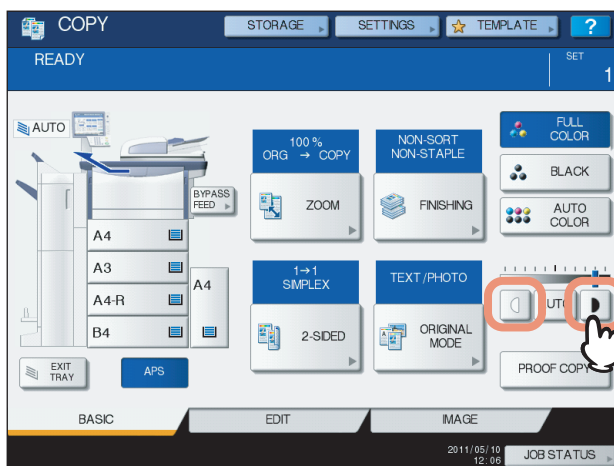 COPY
STORAGE
SETTINGS
TEMPLATE
?
READY
SET
1
AUTO
100 %
ORG → COPY
NON-SORT
NON-STAPLE
FULL
COLOR
BYPASS
FEED
ZOOM
FINISHING
BLACK
AUTO
COLOR
A4
A3
A4-R
B4
A4
1→1
SIMPLEX
TEXT/PHOTO
2-SIDED
ORIGINAL
MODE
EXIT
TRAY
APS
PROOF COPY
BASIC
EDIT
IMAGE
2011/05/10
12:06
JOB STATUS